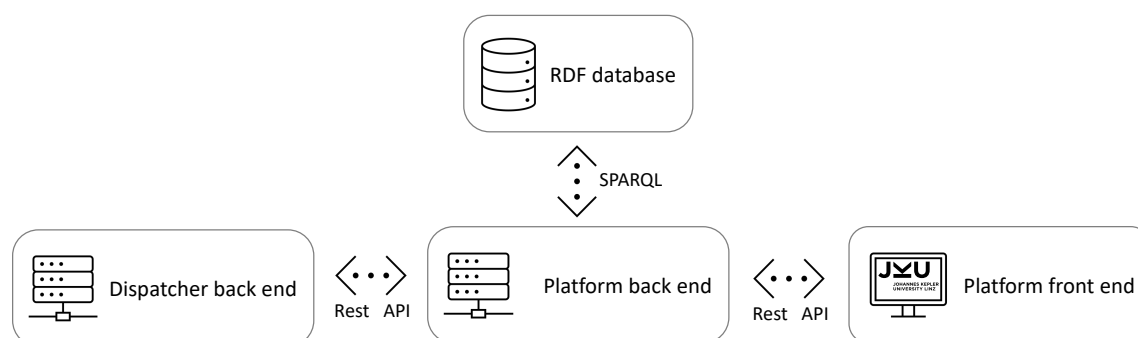 RDF database
SPARQL
Dispatcher back end
Rest API
Platform back end
Rest API
JKU
JOHANNES KEPLER
UNIVERSITY LINZ
Platform front end